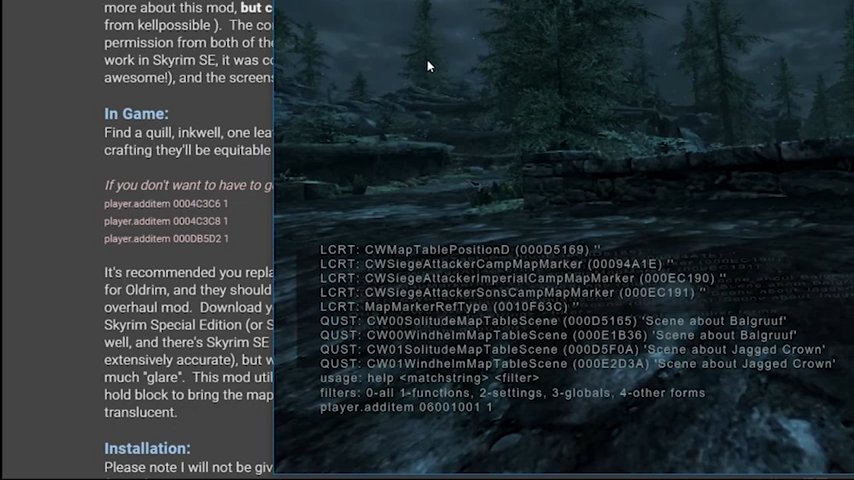 more about this mod, but c
from kellpossible ). The co
permission from both of the
work in Skyrim SE, it was co
awesome!), and the screens
In Game:
Find a quill, inkwell, one lea
crafting they'll be equitable
If you don't want to have to g
player.additem 0004C3C6 1
player.additem 0004C3C8 1
player.additem 000DB5D2 1
It's recommended you repla
for Oldrim, and they should
overhaul mod. Download y
Skyrim Special Edition (or S
well, and there's Skyrim SE
extensively accurate), but w
much "glare". This mod util
hold block to bring the map
translucent.
Installation:
Please note I will not be giv
LCRT: CWMapTablePositionD (000D5169) ''
LCRT: CWSiegeAttackerCampMapMarker (00094A1E) ''
LCRT: CWSiegeAttackerImperialCampMapMarker (000EC190) ''
LCRT: CWSiegeAttackerSonsCampMapMarker (000EC191) ''
LCRT: MapMarkerRefType (0010F63C) ''
QUST: CW00SolitudeMapTableScene (000D5165) 'Scene about Balgruuf'
QUST: CW00WindhelmMapTableScene (000E1B36) 'Scene about Balgruuf'
QUST: CW01SolitudeMapTableScene (000D5F0A) 'Scene about Jagged Crown'
QUST: CW01WindhelmMapTableScene (000E2D3A) 'Scene about Jagged Crown'
usage: help <matchstring> <filter>
filters: 0-all 1-functions, 2-settings, 3-globals, 4-other forms
player.additem 06001001 1